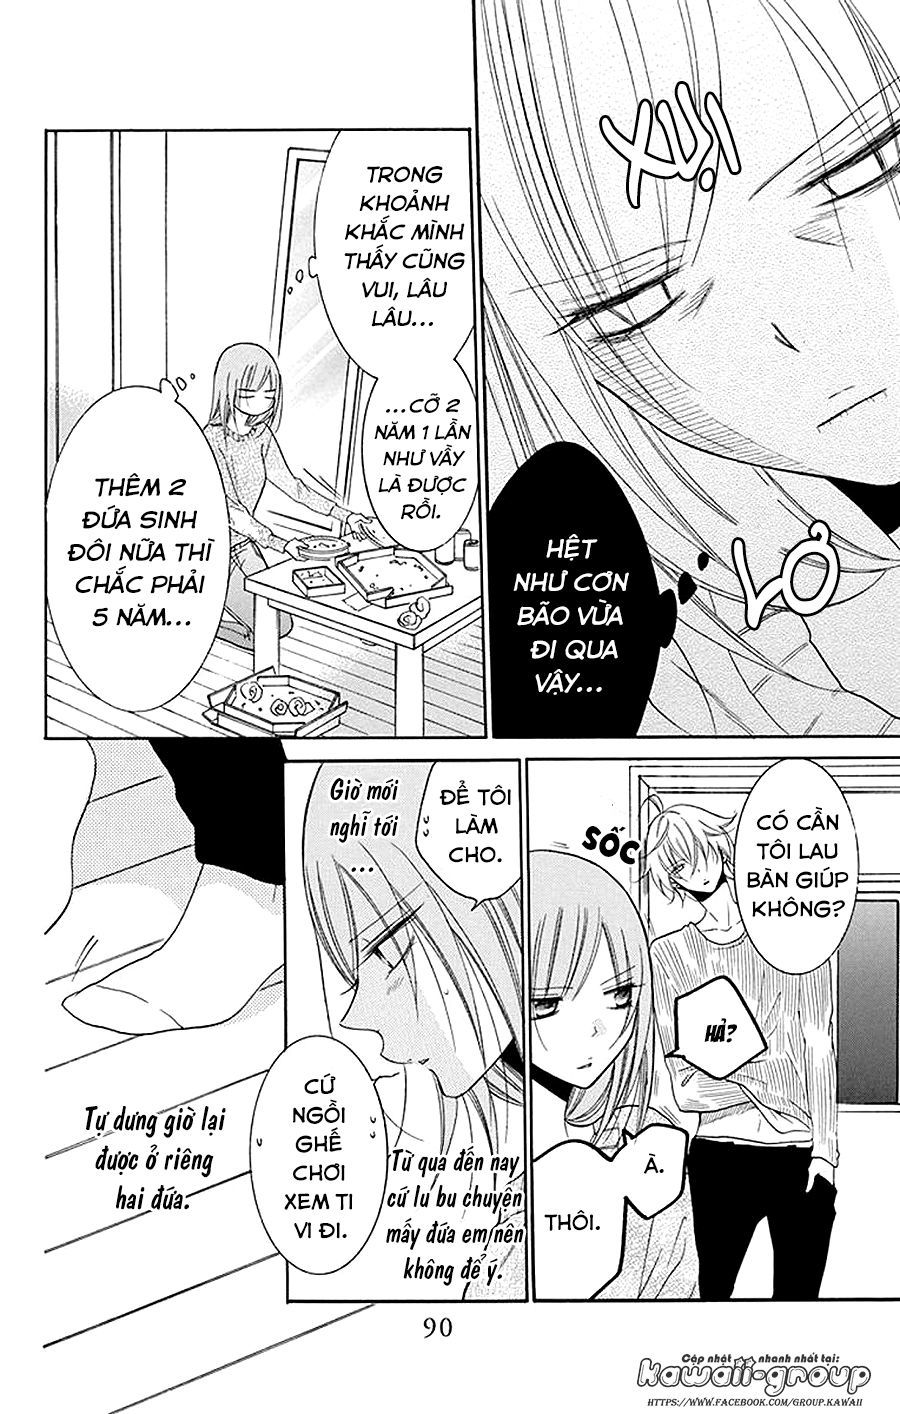 XUỊ
LƠ
HỆT
NHƯ CƠN
BÃO VỪA
ĐI QUA
VẬY...
TRONG
KHOẢNH
KHẮC MÌNH
THẤY CŨNG
VUI, LÂU
LÂU...
...CỠ 2
NĂM 1 LẦN
NHƯ VẦY
LÀ ĐƯỢC
RỒI.
THÊM 2
ĐỨA SINH
ĐÔI NỮA THÌ
CHẮC PHẢI
5 NĂM...
CÓ CẦN
TÔI LAU
BÀN GIÚP
KHÔNG?
SỐC
HẢ?
À.
THÔI.
ĐỂ TÔI
LÀM
CHO.
Giờ mới
nghĩ tới
...
CỨ
NGỒI
GHẾ
CHƠI
XEM TI
VI ĐI.
Từ qua đến nay
cứ lu bu chuyện
mấy đứa em nên
không để ý.
Tự dưng giờ lại
được ở riêng
hai đứa.
90
Cập nhật nhanh nhất tại:
kawaii-group
HTTPS://WWW.FACEBOOK.COM/GROUP.KAWAII